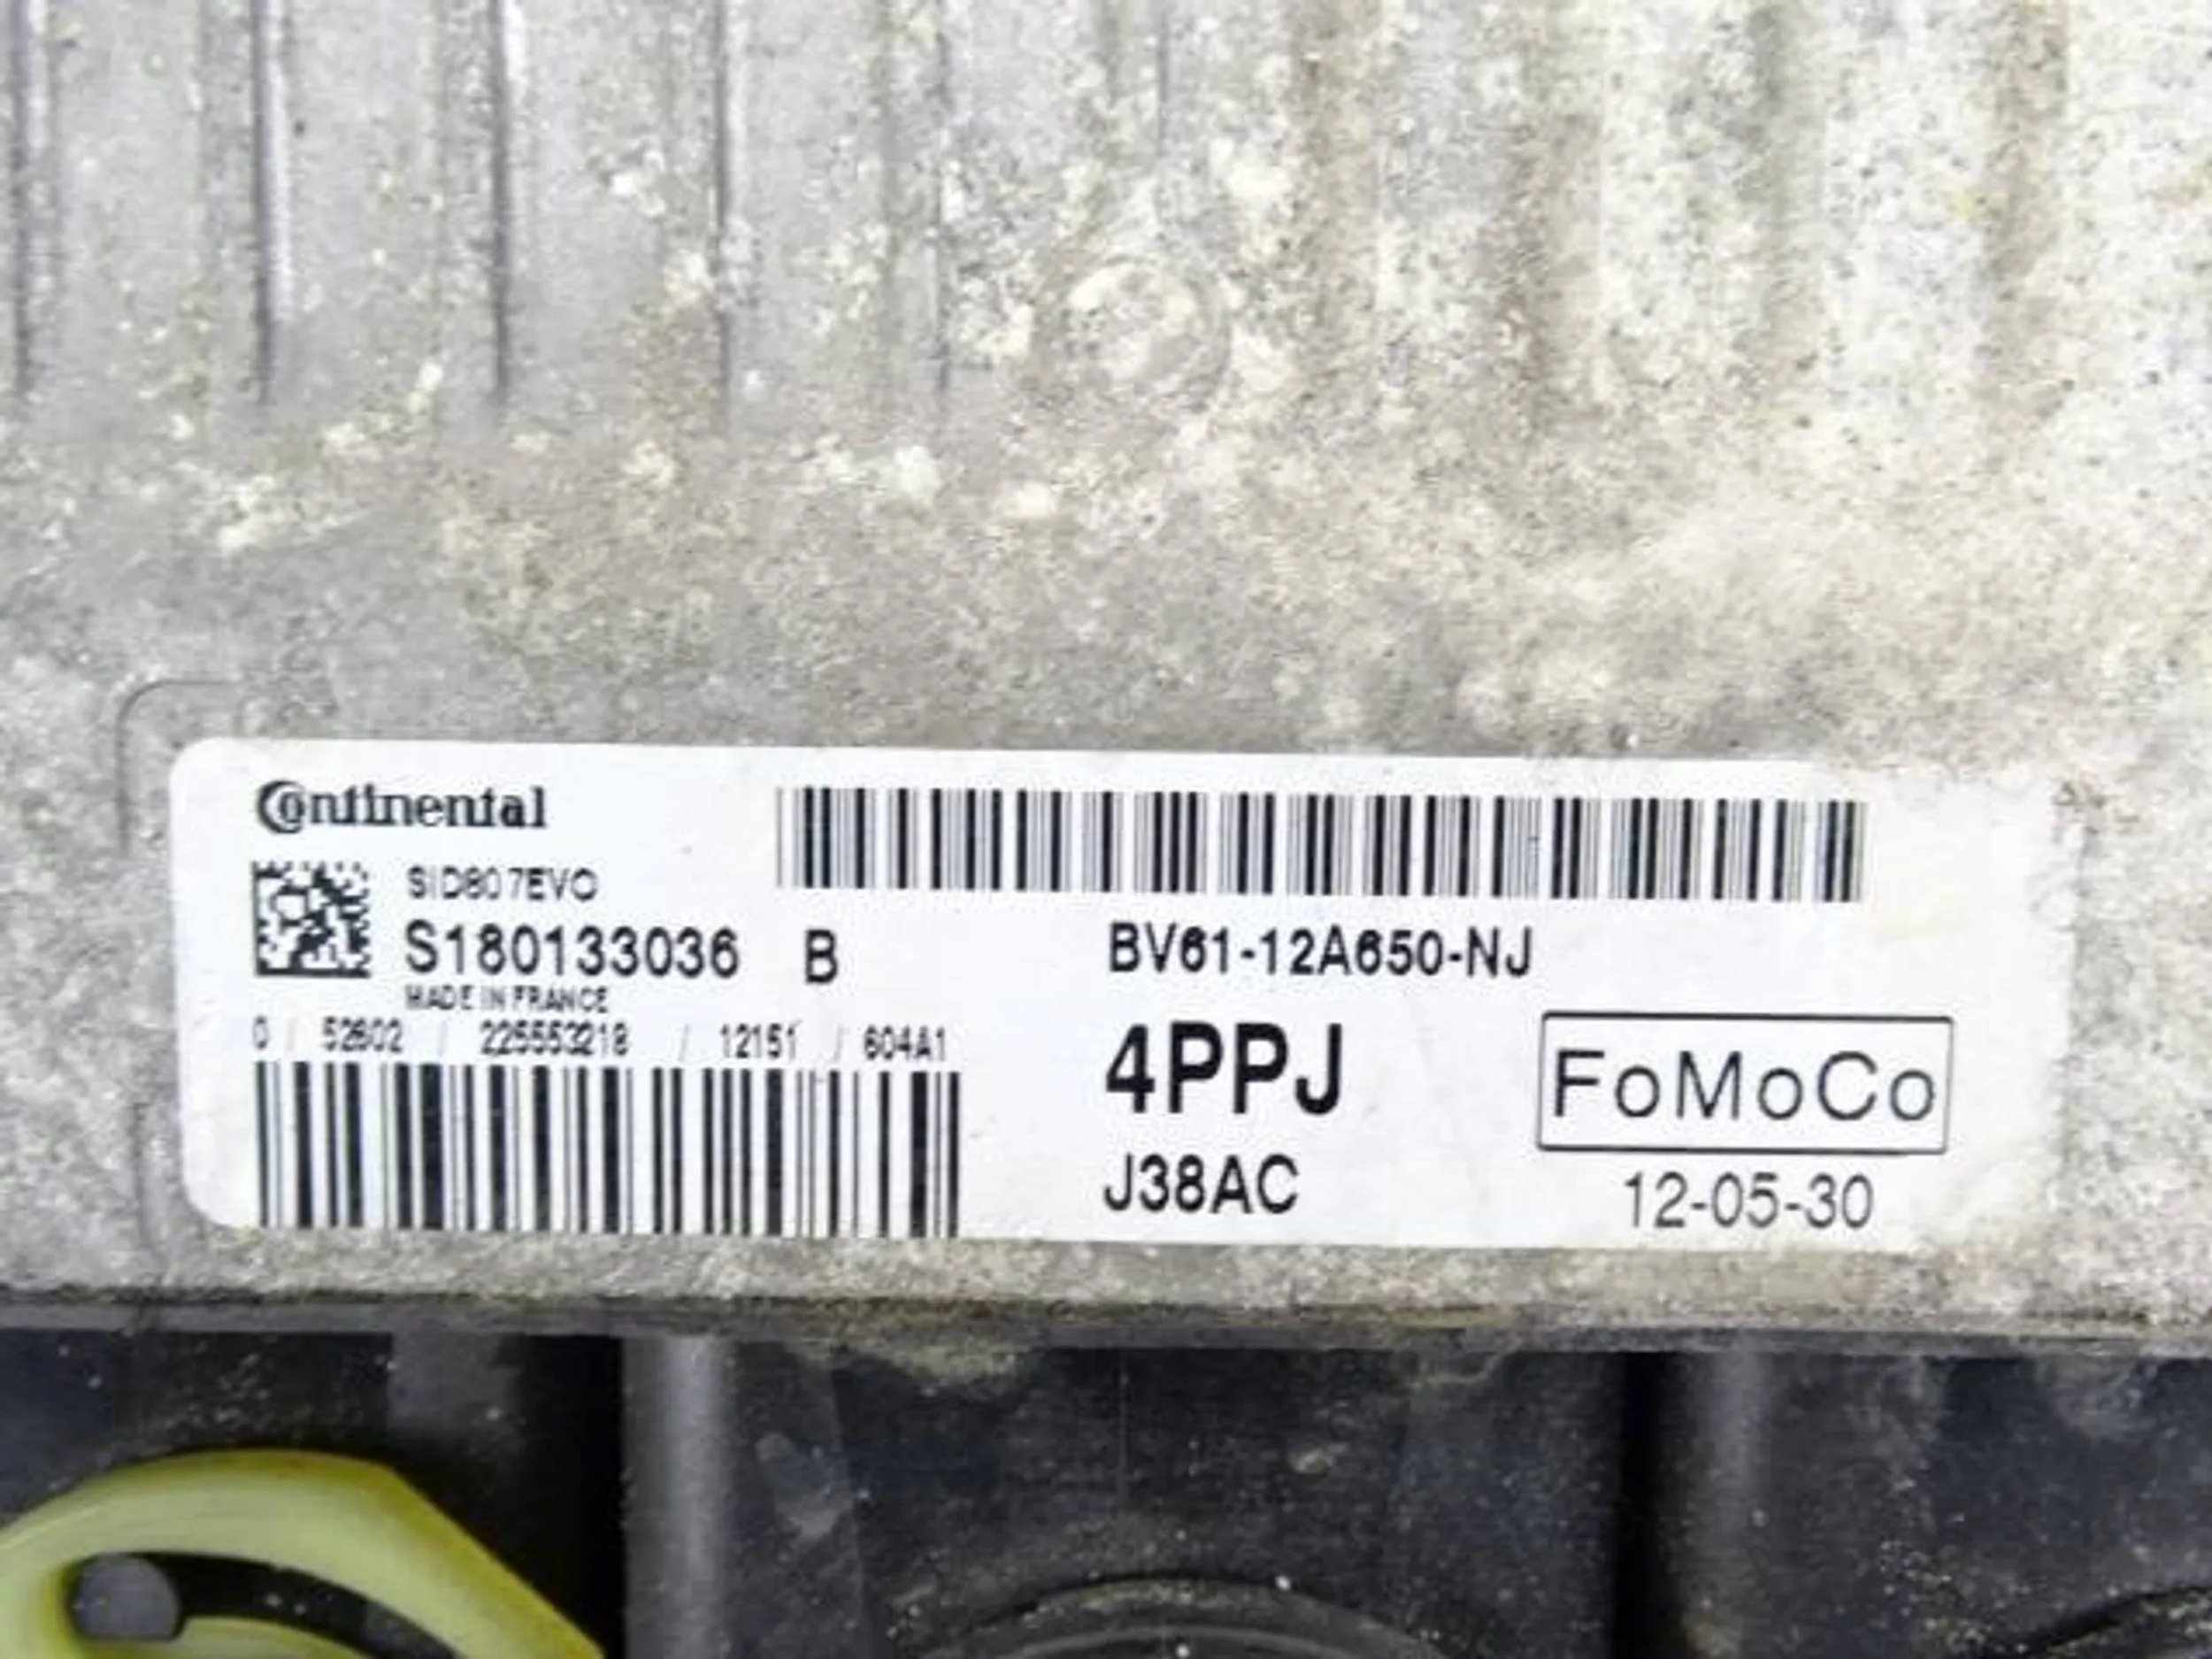 Continental
SID807EVO
S180133036 B
MADE IN FRANCE
0 / 52602 / 225553218 / 12151 / 604A1
BV61-12A650-NJ
4PPJ
FoMoCo
J38AC
12-05-30